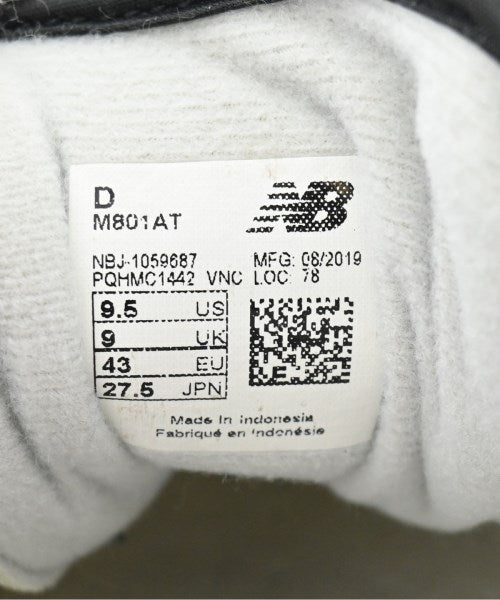 D
M801AT
NB
NBJ-1059687 MFG: 08/2019
PQHMC1442 VNC LOC: 78
9.5 US
9 UK
43 EU
27.5 JPN
Made In Indonesia
Fabriqué en Indonésie